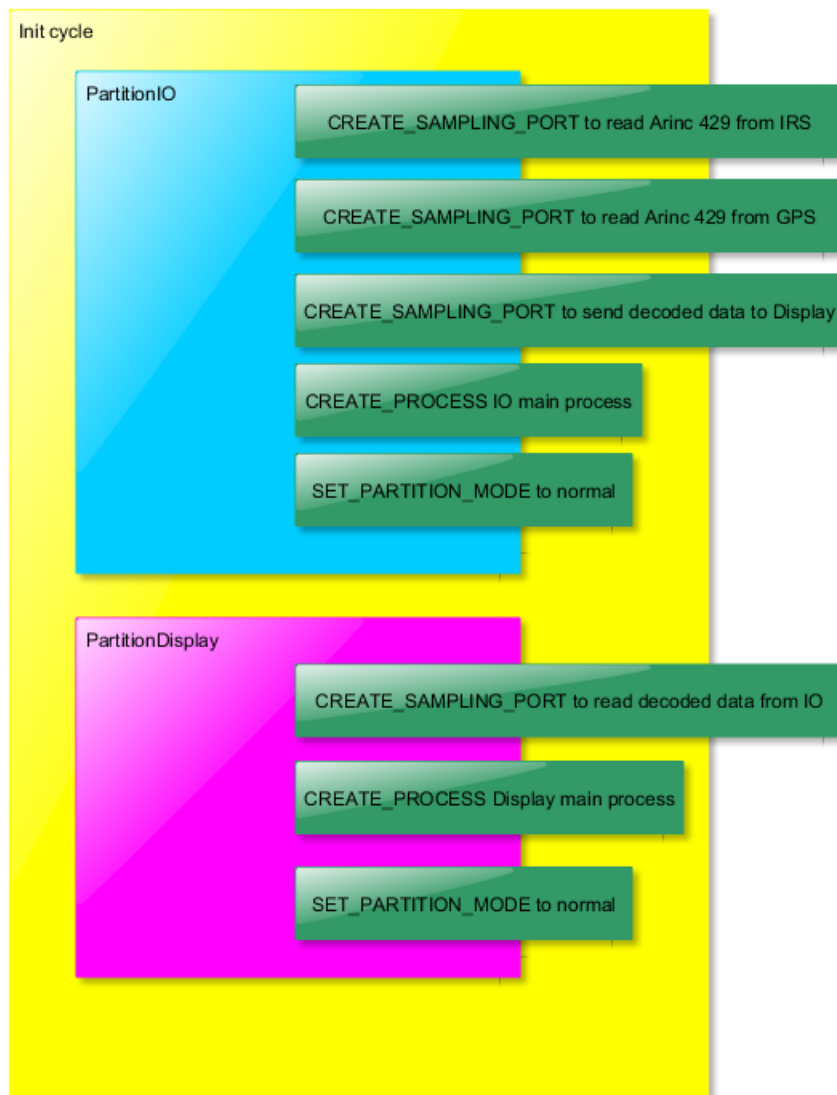 Init cycle
PartitionIO
CREATE_SAMPLING_PORT to read Arinc 429 from IRS
CREATE_SAMPLING_PORT to read Arinc 429 from GPS
CREATE_SAMPLING_PORT to send decoded data to Display
CREATE_PROCESS IO main process
SET_PARTITION_MODE to normal
PartitionDisplay
CREATE_SAMPLING_PORT to read decoded data from IO
CREATE_PROCESS Display main process
SET_PARTITION_MODE to normal